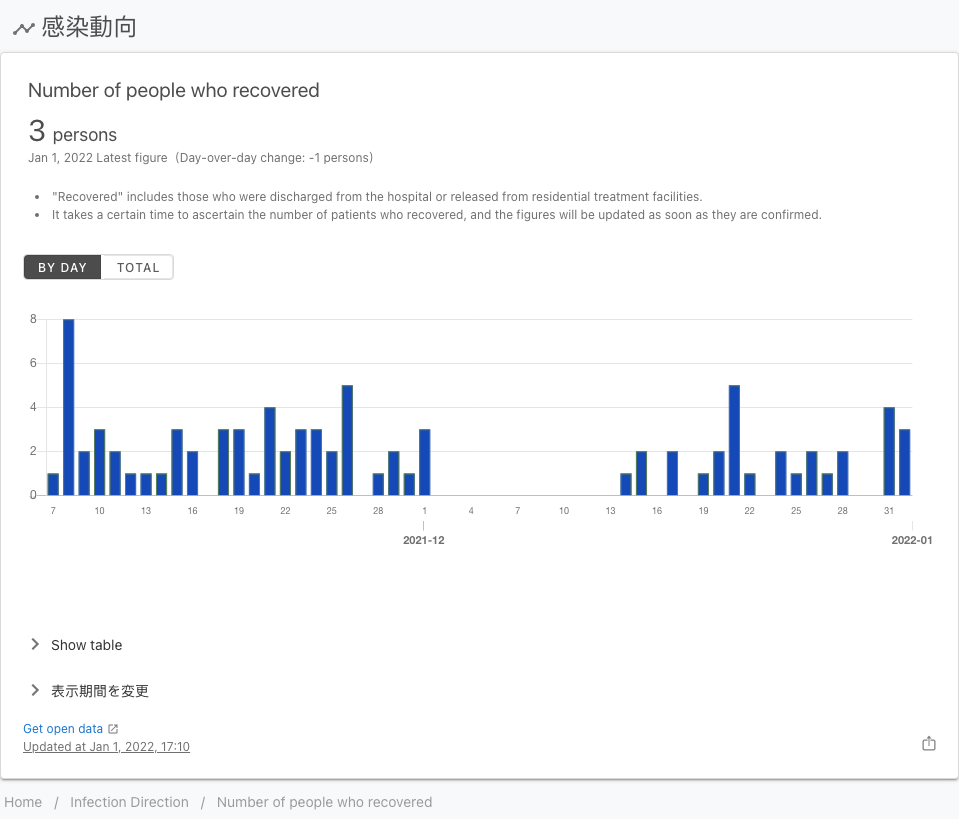 感染動向
Number of people who recovered
3 persons
Jan 1, 2022 Latest figure (Day-over-day change: -1 persons)
• "Recovered" includes those who were discharged from the hospital or released from residential treatment facilities.
• It takes a certain time to ascertain the number of patients who recovered, and the figures will be updated as soon as they are confirmed.
BY DAY TOTAL
8
6
4
2
0
7 10 13 16 19 22 25 28 1 4 7 10 13 16 19 22 25 28 31
2021-12 2022-01
Show table
表示期間を変更
Get open data
Updated at Jan 1, 2022, 17:10
Home / Infection Direction / Number of people who recovered